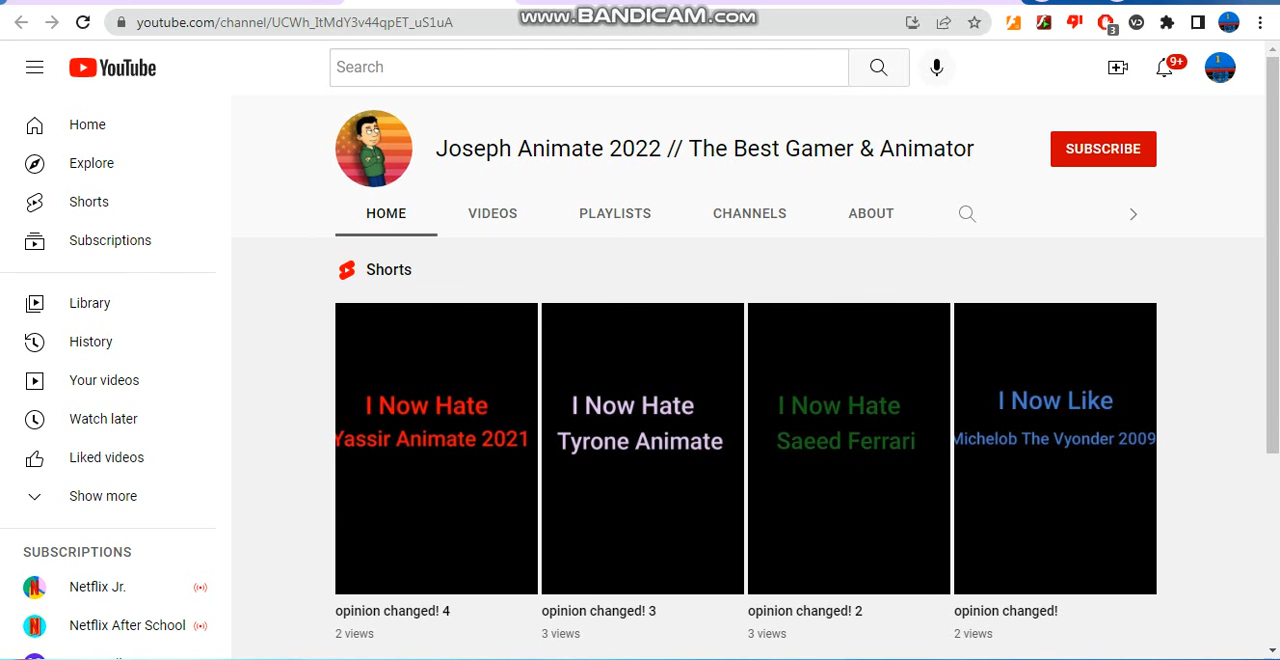 youtube.com/channel/UCWh_ItMdY3v44qpET_uS1uA
www.BANDICAM.com
3
YouTube
Search
9+
Home
Explore
Shorts
Subscriptions
Library
History
Your videos
Watch later
Liked videos
Show more
SUBSCRIPTIONS
Netflix Jr.
Netflix After School
Joseph Animate 2022 // The Best Gamer & Animator
SUBSCRIBE
HOME VIDEOS PLAYLISTS CHANNELS ABOUT
Shorts
I Now Hate
Yassir Animate 2021
opinion changed! 4
2 views
I Now Hate
Tyrone Animate
opinion changed! 3
3 views
I Now Hate
Saeed Ferrari
opinion changed! 2
3 views
I Now Like
Michelob The Vyonder 2009
opinion changed!
2 views